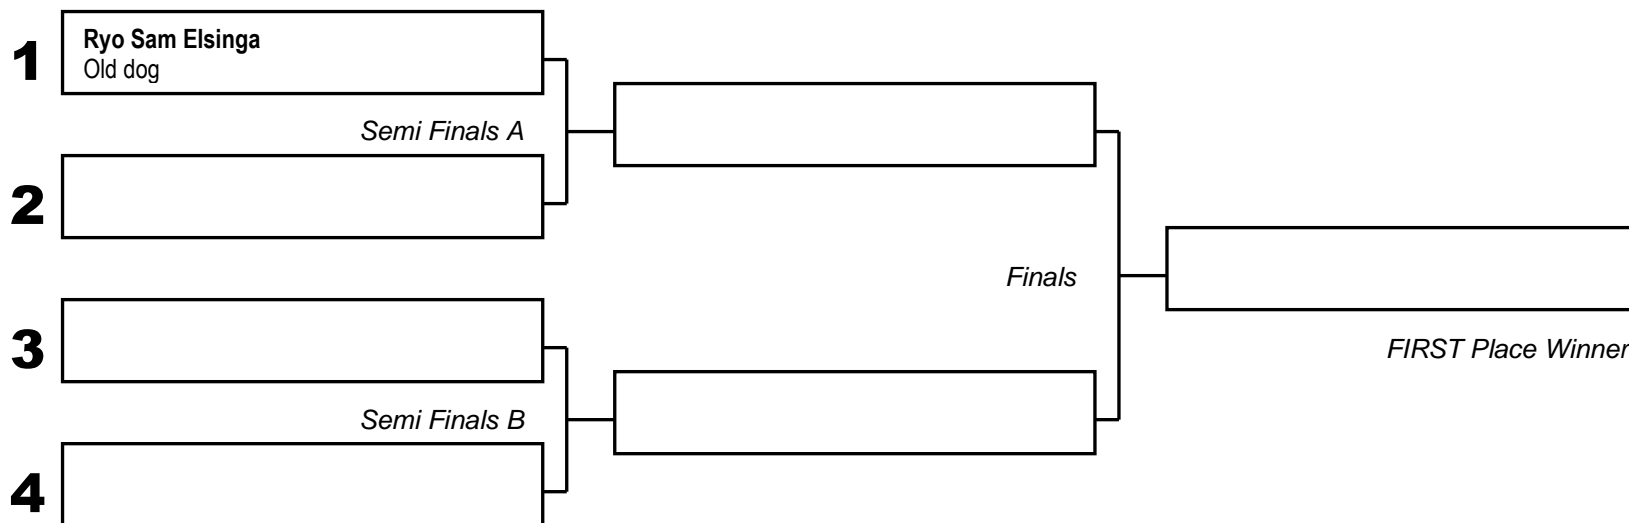 1
Ryo Sam Elsinga
Old dog
Semi Finals A
2
Finals
3
FIRST Place Winner
Semi Finals B
4